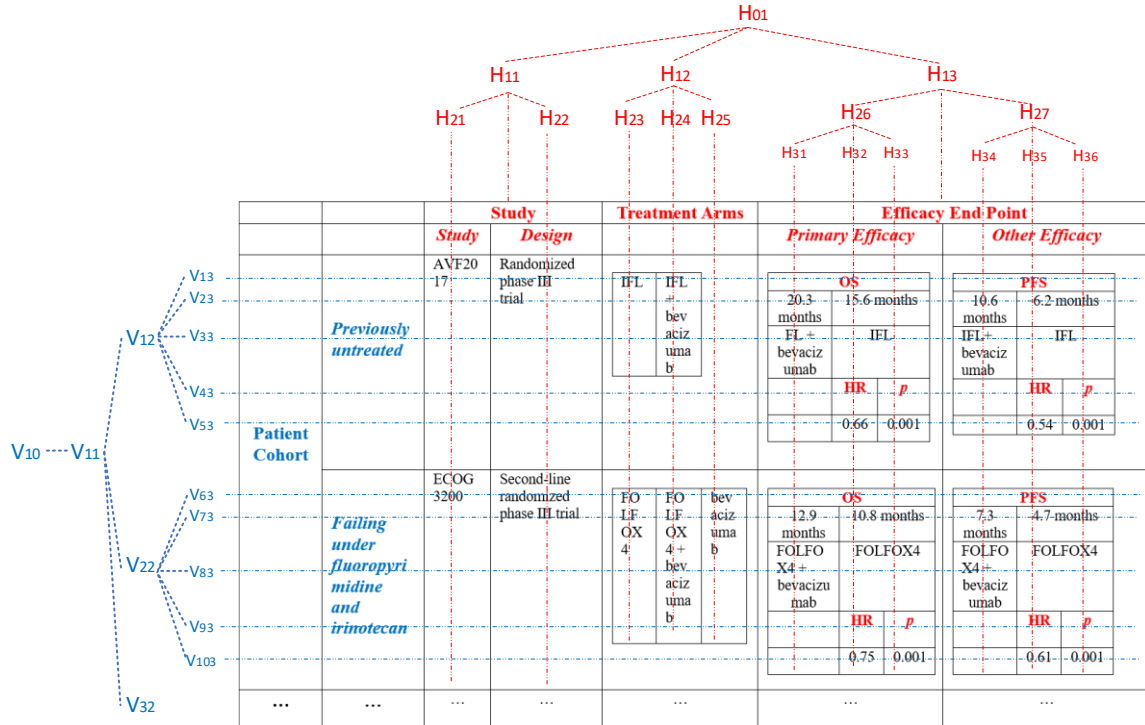 H01
H11 H12 H13
H21 H22 H23 H24 H25 H26 H27
H31 H32 H33 H34 H35 H36
Study Treatment Arms Efficacy End Point
Study Design Primary Efficacy Other Efficacy
V10 V11
V12
V22
V32
V13
V23
V33
V43
V53
V63
V73
V83
V93
V103
Patient
Cohort
Previously
untreated
AVF20
17
Randomized
phase III
trial
IFL
IFL
+
bev
aciz
uma
b
OS
20.3
months
15.6 months
FL +
bevaciz
umab
IFL
HR p
0.66 0.001
PFS
10.6
months
6.2 months
IFL+
bevaciz
umab
IFL
HR p
0.54 0.001
Failing
under
fluoropyri
midine
and
irinotecan
ECOG
3200
Second-line
randomized
phase III trial
FO
LF
OX
4
FO
LF
OX
4 +
bev
aciz
uma
b
bev
aciz
uma
b
OS
12.9
months
10.8 months
FOLFO
X4 +
bevacizu
mab
FOLFOX4
HR p
0.75 0.001
PFS
7.3
months
4.7 months
FOLFO
X4 +
bevaciz
umab
FOLFOX4
HR p
0.61 0.001
... ... ... ... ... ... ...